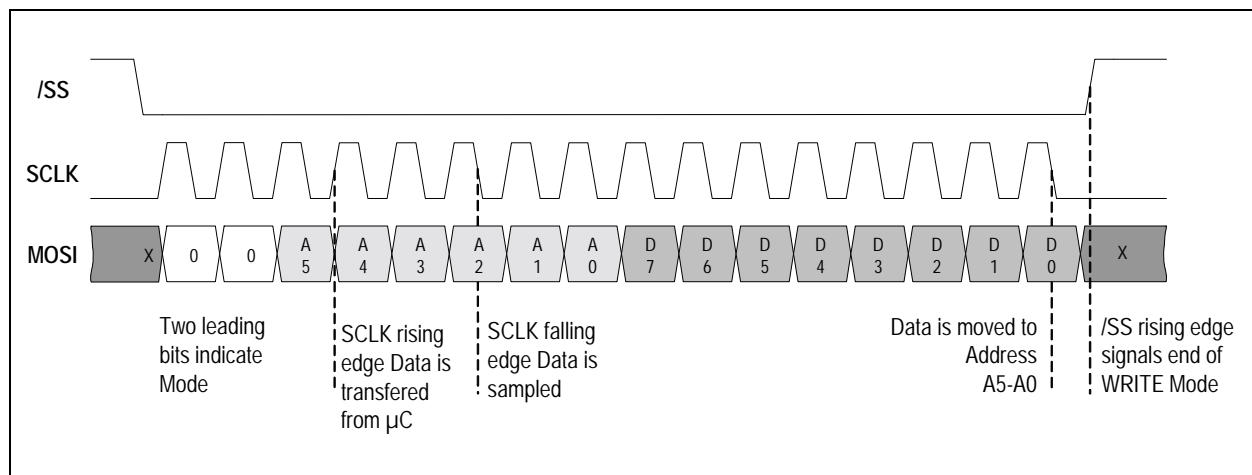 /SS
SCLK
MOSI
X
0
0
A
5
A
4
A
3
A
2
A
1
A
0
D
7
D
6
D
5
D
4
D
3
D
2
D
1
D
0
X
Two leading
bits indicate
Mode
SCLK rising
edge Data is
transfered
from µC
SCLK falling
edge Data is
sampled
Data is moved to
Address
A5-A0
/SS rising edge
signals end of
WRITE Mode